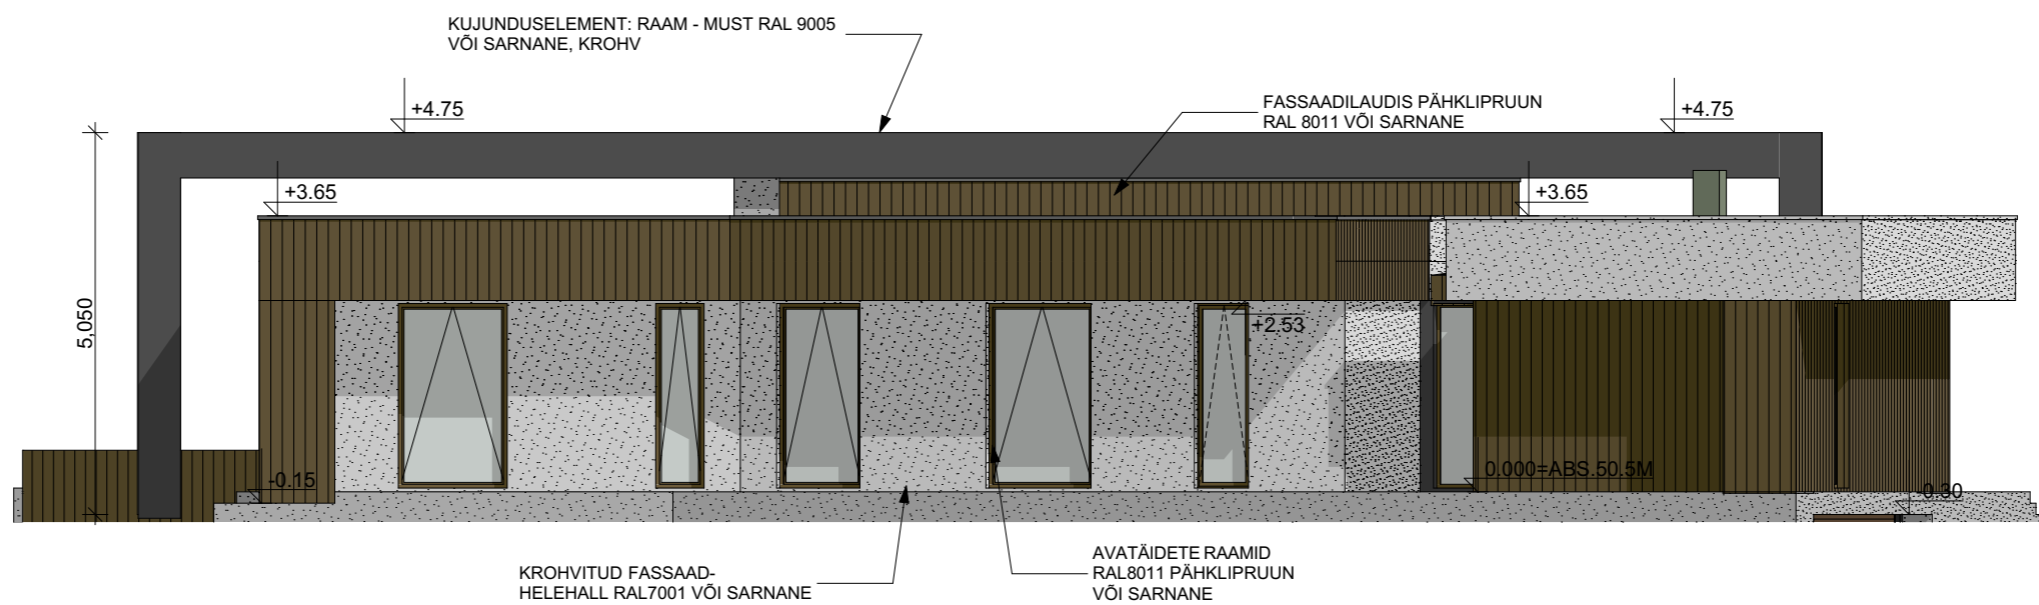 KUJUNDUSELEMENT: RAAM - MUST RAL 9005
VÕI SARNANE, KROHV
+4.75
FASSAADILAUDIS PÄHKLIPRUUN
RAL 8011 VÕI SARNANE
+4.75
+3.65
+3.65
5,050
+2.53
-0.15
0.000=ABS.50.5M
-0.30
KROHVITUD FASSAAD-
HELEHALL RAL7001 VÕI SARNANE
AVATÄIDETE RAAMID
RAL8011 PÄHKLIPRUUN
VÕI SARNANE